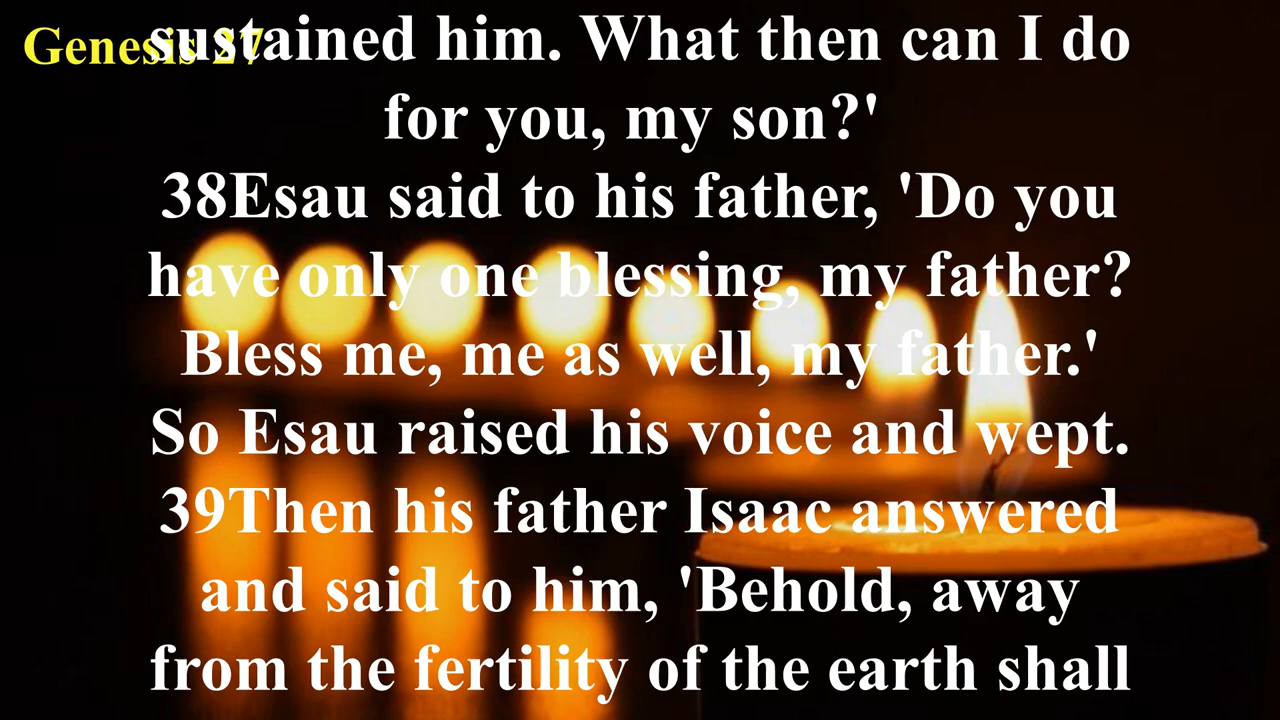 Genesis 27
sustained him. What then can I do
for you, my son?'
38Esau said to his father, 'Do you
have only one blessing, my father?
Bless me, me as well, my father.'
So Esau raised his voice and wept.
39Then his father Isaac answered
and said to him, 'Behold, away
from the fertility of the earth shall